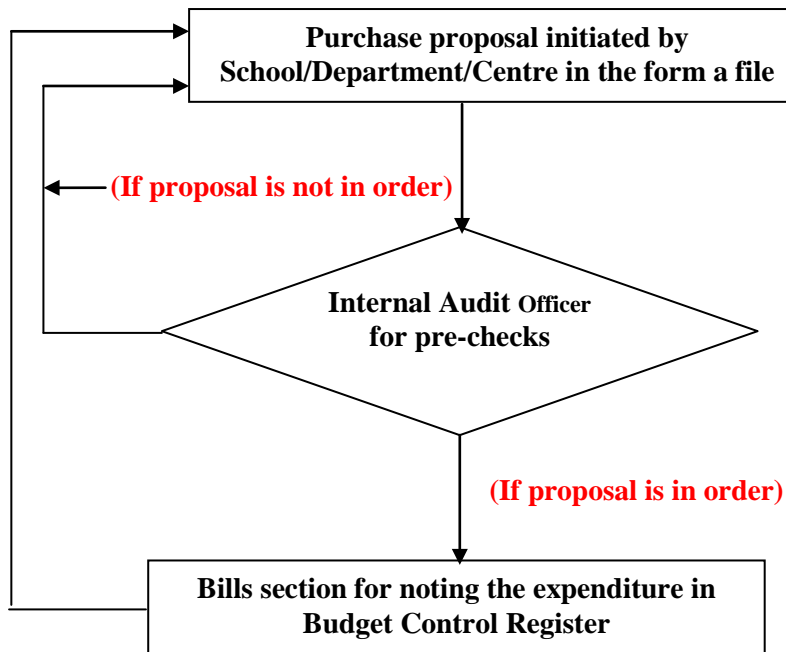 Purchase proposal initiated by
School/Department/Centre in the form a file
(If proposal is not in order)
Internal Audit Officer
for pre-checks
(If proposal is in order)
Bills section for noting the expenditure in
Budget Control Register